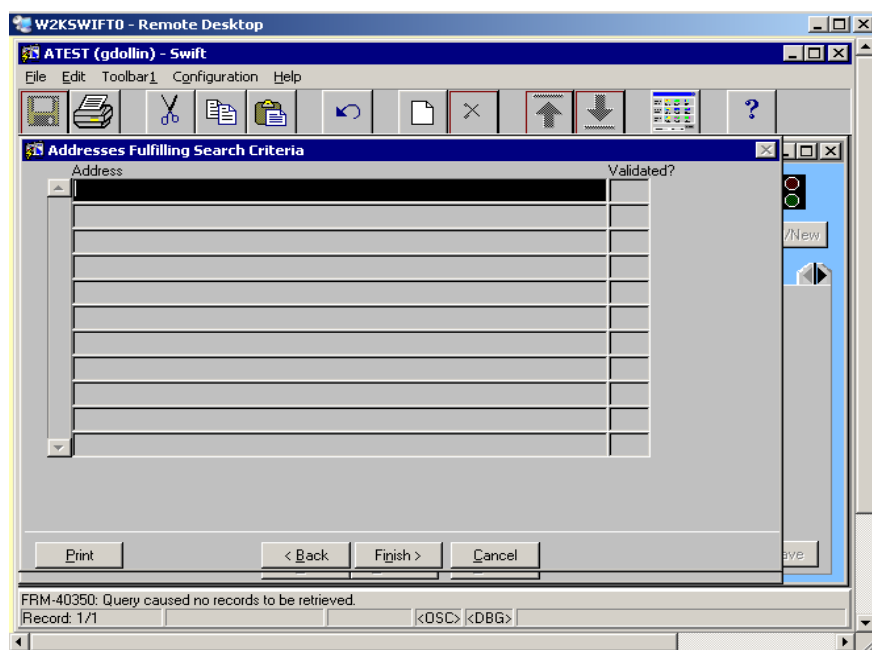 W2KSWIFT0 - Remote Desktop
ATEST (gdollin) - Swift
File Edit Toolbar1 Configuration Help
?
Addresses Fulfilling Search Criteria
Address Validated?
/New
Print < Back Finish > Cancel
FRM-40350: Query caused no records to be retrieved.
Record: 1/1 <OSC> <DBG>